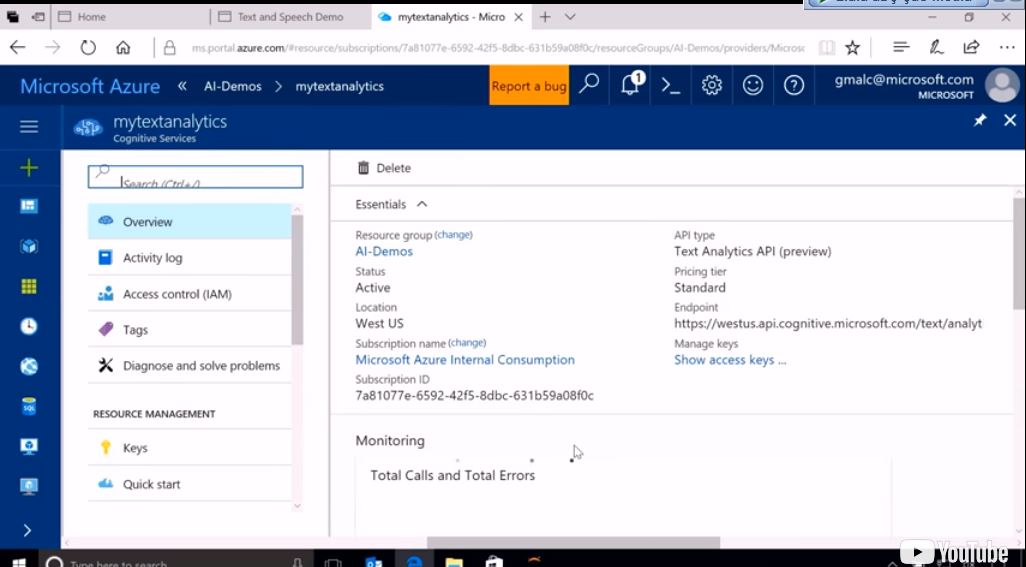 Home
Text and Speech Demo
mytextanalytics - Micro
ms.portal.azure.com/#resource/subscriptions/7a81077e-6592-42f5-8dbc-631b59a08f0c/resourceGroups/AI-Demos/providers/Microsc
Microsoft Azure « AI-Demos > mytextanalytics
Report a bug
1
gmalc@microsoft.com
MICROSOFT
mytextanalytics
Cognitive Services
Search (Ctrl+/)
Overview
Activity log
Access control (IAM)
Tags
Diagnose and solve problems
RESOURCE MANAGEMENT
Keys
Quick start
SQL
Delete
Essentials
Resource group (change)
AI-Demos
Status
Active
Location
West US
Subscription name (change)
Microsoft Azure Internal Consumption
Subscription ID
7a81077e-6592-42f5-8dbc-631b59a08f0c
API type
Text Analytics API (preview)
Pricing tier
Standard
Endpoint
https://westus.api.cognitive.microsoft.com/text/analyt
Manage keys
Show access keys ...
Monitoring
Total Calls and Total Errors
Type here to search
YouTube